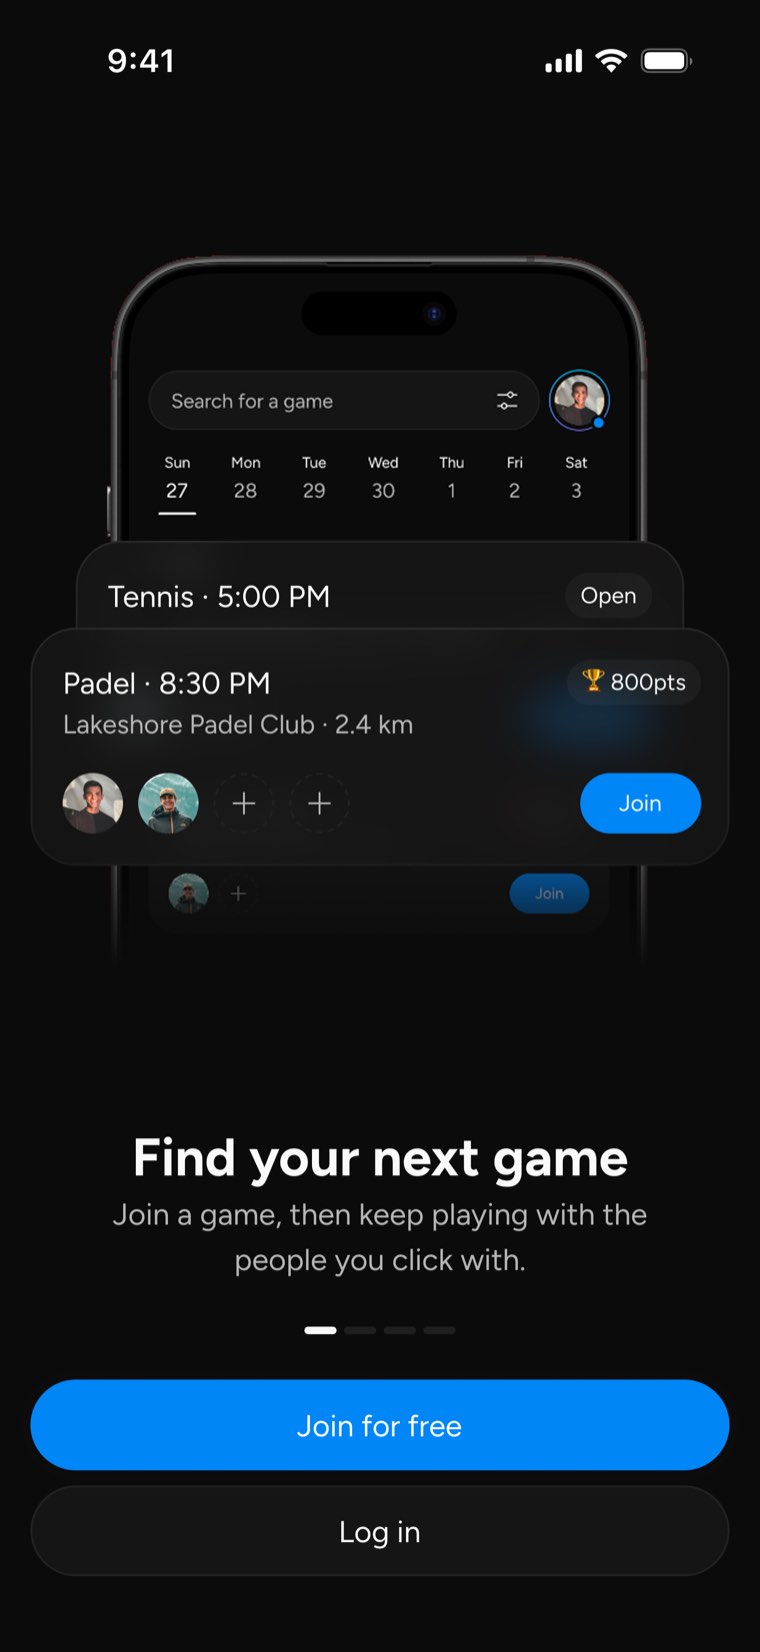 9:41
Search for a game
Sun Mon Tue Wed Thu Fri Sat
27 28 29 30 1 2 3
Tennis · 5:00 PM
Open
Padel · 8:30 PM
🏆 800pts
Lakeshore Padel Club · 2.4 km
Join
Join
Find your next game
Join a game, then keep playing with the
people you click with.
Join for free
Log in